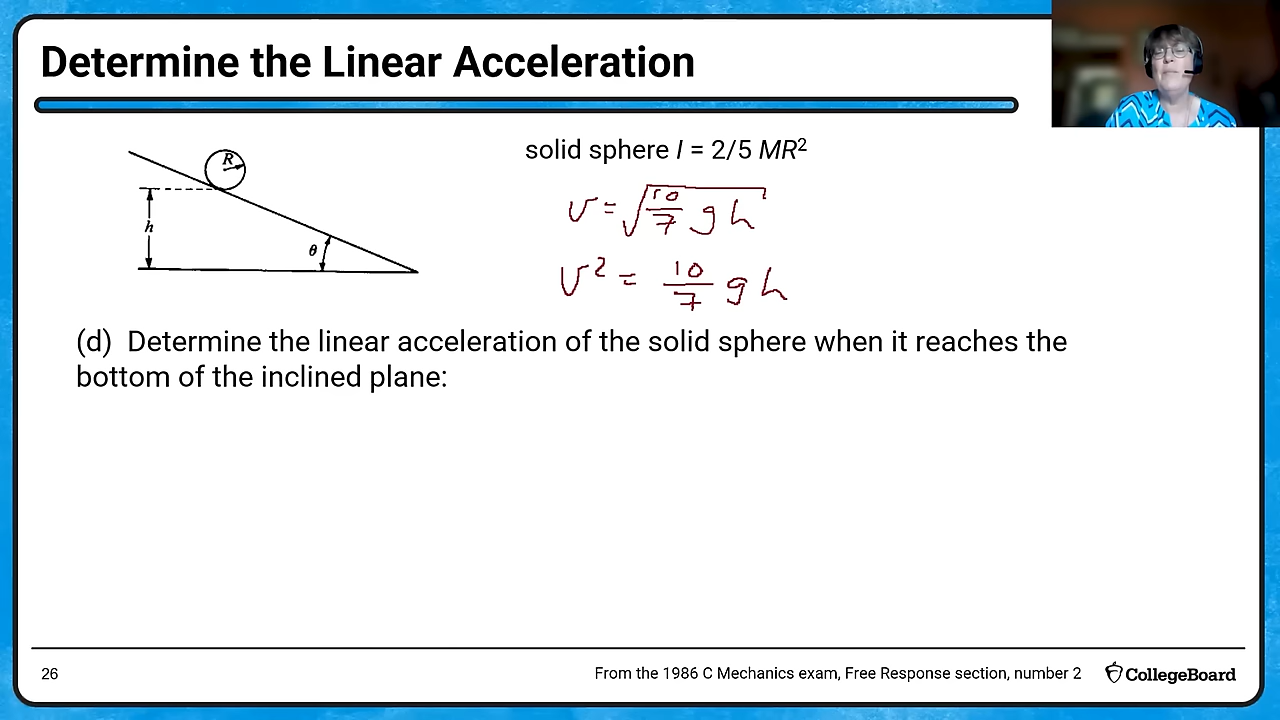 Determine the Linear Acceleration
R
h
θ
solid sphere I = 2/5 MR²
v = √(10/7 g h)
v² = 10/7 g h
(d) Determine the linear acceleration of the solid sphere when it reaches the
bottom of the inclined plane:
26
From the 1986 C Mechanics exam, Free Response section, number 2
CollegeBoard